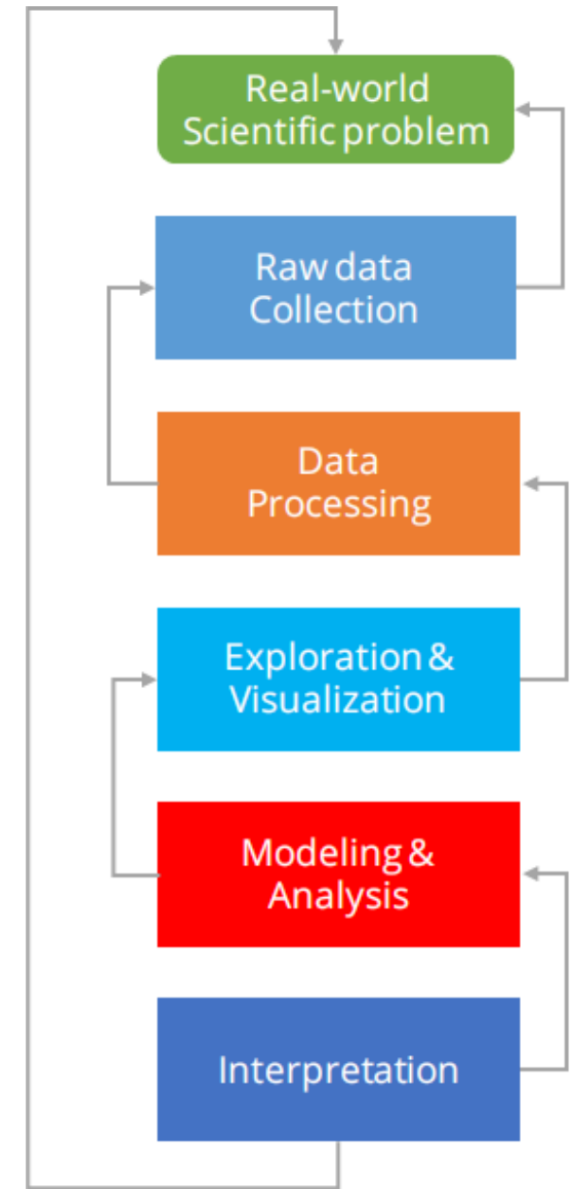 Real-world
Scientific problem
Raw data
Collection
Data
Processing
Exploration &
Visualization
Modeling &
Analysis
Interpretation